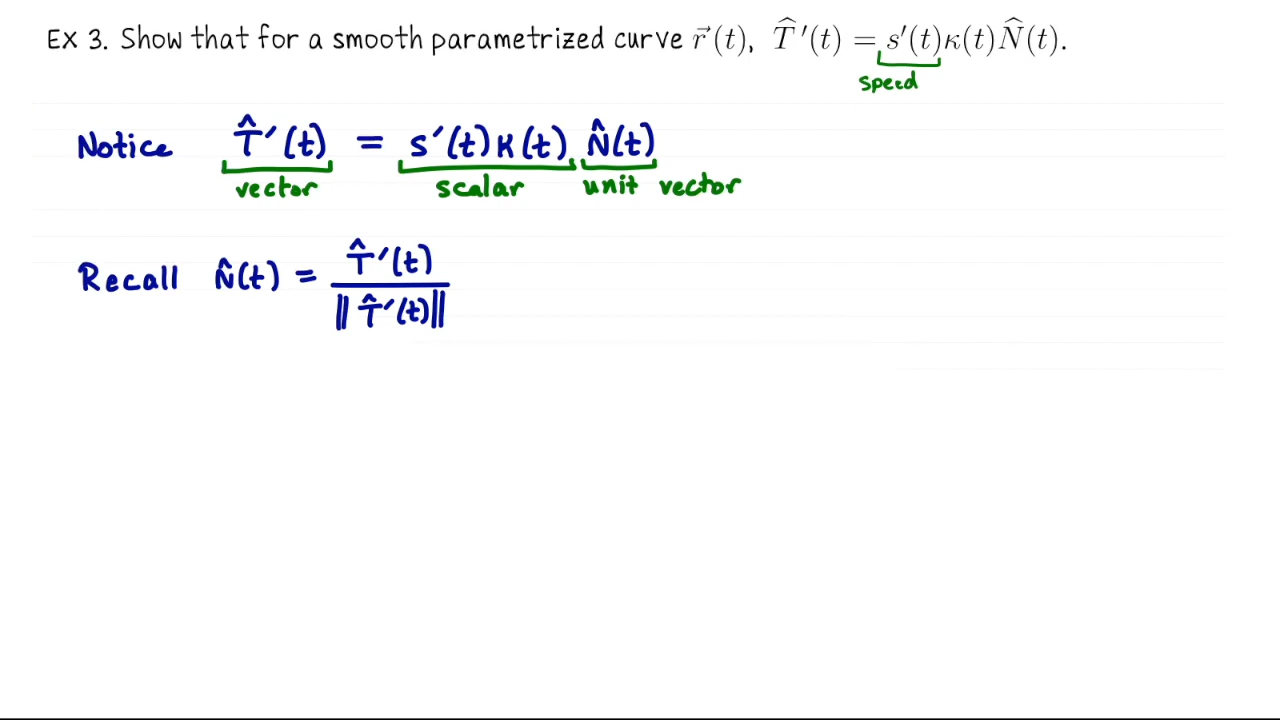 Ex 3. Show that for a smooth parametrized curve r⃗(t), T̂′(t) = s′(t)κ(t)N̂(t).
speed
Notice T̂′(t) = s′(t)κ(t) N̂(t)
vector scalar unit vector
Recall N̂(t) = T̂′(t) / ‖T̂′(t)‖